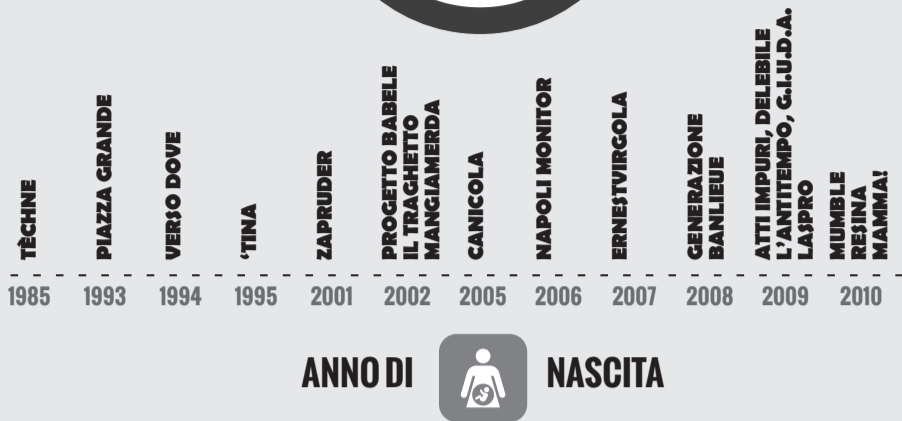 TÈCHNE
PIAZZA GRANDE
VERSO DOVE
‘TINA
ZAPRUDER
PROGETTO BABELE
IL TRAGHETTO
MANGIAMERDA
CANICOLA
NAPOLI MONITOR
ERNESTVIRGOLA
GENERAZIONE
BANLIEUE
ATTI IMPURI, DELEBILE
L’ANTITEMPO, G.I.U.D.A.
LASPRO
MUMBLE
RESINA
MAMMA!
1985 1993 1994 1995 2001 2002 2005 2006 2007 2008 2009 2010
ANNO DI NASCITA